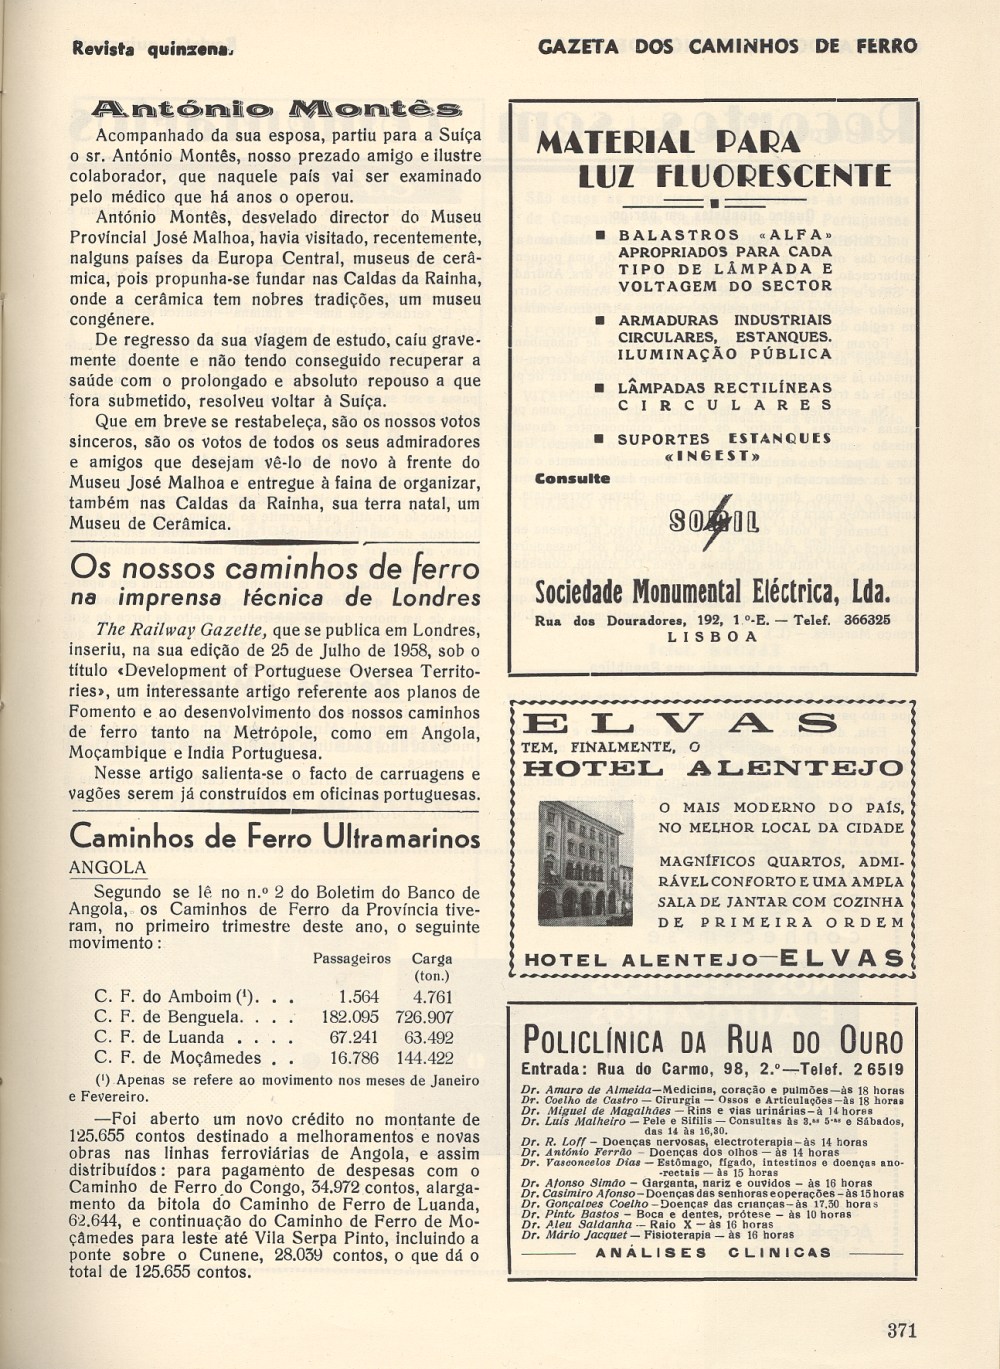 Revista quinzenal
GAZETA DOS CAMINHOS DE FERRO
António Montês
Acompanhado da sua esposa, partiu para a Suíça
o sr. António Montês, nosso prezado amigo e ilustre
colaborador, que naquele país vai ser examinado
pelo médico que há anos o operou.
António Montês, desvelado director do Museu
Provincial José Malhoa, havia visitado, recentemente,
nalguns países da Europa Central, museus de cerâ-
mica, pois propunha-se fundar nas Caldas da Rainha,
onde a cerâmica tem nobres tradições, um museu
congénere.
De regresso da sua viagem de estudo, caíu grave-
mente doente e não tendo conseguido recuperar a
saúde com o prolongado e absoluto repouso a que
fora submetido, resolveu voltar à Suíça.
Que em breve se restabeleça, são os nossos votos
sinceros, são os votos de todos os seus admiradores
e amigos que desejam vê-lo de novo à frente do
Museu José Malhoa e entregue à faina de organizar,
também nas Caldas da Rainha, sua terra natal, um
Museu de Cerâmica.
Os nossos caminhos de ferro
na imprensa técnica de Londres
The Railway Gazette, que se publica em Londres,
inseriu, na sua edição de 25 de Julho de 1958, sob o
título «Development of Portuguese Oversea Territo-
ries», um interessante artigo referente aos planos de
Fomento e ao desenvolvimento dos nossos caminhos
de ferro tanto na Metrópole, como em Angola,
Moçambique e India Portuguesa.
Nesse artigo salienta-se o facto de carruagens e
vagões serem já construídos em oficinas portuguesas.
Caminhos de Ferro Ultramarinos
ANGOLA
Segundo se lê no n.º 2 do Boletim do Banco de
Angola, os Caminhos de Ferro da Província tive-
ram, no primeiro trimestre deste ano, o seguinte
movimento:
Passageiros Carga
(ton.)
C. F. do Amboim (¹). . . 1.564 4.761
C. F. de Benguela. . . . 182.095 726.907
C. F. de Luanda . . . . 67.241 63.492
C. F. de Moçâmedes . . 16.786 144.422
(¹) Apenas se refere ao movimento nos meses de Janeiro
e Fevereiro.
—Foi aberto um novo crédito no montante de
125.655 contos destinado a melhoramentos e novas
obras nas linhas ferroviárias de Angola, e assim
distribuídos: para pagamento de despesas com o
Caminho de Ferro do Congo, 34.972 contos, alarga-
mento da bitola do Caminho de Ferro de Luanda,
62.644, e continuação do Caminho de Ferro de Mo-
çâmedes para leste até Vila Serpa Pinto, incluindo a
ponte sobre o Cunene, 28.039 contos, o que dá o
total de 125.655 contos.
MATERIAL PARA
LUZ FLUORESCENTE
■ BALASTROS «ALFA»
APROPRIADOS PARA CADA
TIPO DE LÂMPADA E
VOLTAGEM DO SECTOR
■ ARMADURAS INDUSTRIAIS
CIRCULARES, ESTANQUES.
ILUMINAÇÃO PÚBLICA
■ LÂMPADAS RECTILÍNEAS
CIRCULARES
■ SUPORTES ESTANQUES
«INGEST»
Consulte
Sociedade Monumental Eléctrica, Lda.
Rua dos Douradores, 192, 1.º-E. — Telef. 366325
LISBOA
ELVAS
TEM, FINALMENTE, O
HOTEL ALENTEJO
O MAIS MODERNO DO PAÍS,
NO MELHOR LOCAL DA CIDADE
MAGNÍFICOS QUARTOS, ADMI-
RÁVEL CONFORTO E UMA AMPLA
SALA DE JANTAR COM COZINHA
DE PRIMEIRA ORDEM
HOTEL ALENTEJO—ELVAS
POLICLÍNICA DA RUA DO OURO
Entrada: Rua do Carmo, 98, 2.º—Telef. 2 6519
Dr. Amaro de Almeida—Medicina, coração e pulmões—às 18 horas
Dr. Coelho de Castro — Cirurgia — Ossos e Articulações—às 18 horas
Dr. Miguel de Magalhães — Rins e vias urinárias—à 14 horas
Dr. Luís Malheiro — Pele e Sífilis — Consultas às 3.as 5.as e Sábados,
das 14 às 16,30.
Dr. R. Loff — Doenças nervosas, electroterapia—às 14 horas
Dr. António Ferrão — Doenças dos olhos — às 14 horas
Dr. Vasconcelos Dias — Estômago, fígado, intestinos e doenças ano-
-rectais — às 15 horas
Dr. Afonso Simão — Garganta, nariz e ouvidos — às 16 horas
Dr. Casimiro Afonso—Doenças das senhoras e operações—às 15 horas
Dr. Gonçalves Coelho—Doenças das crianças—às 17,30 horas
Dr. Pinto Bastos — Boca e dentes, prótese — às 10 horas
Dr. Aleu Saldanha — Raio X — às 16 horas
Dr. Mário Jacquet — Fisioterapia — às 16 horas
ANÁLISES CLINICAS
371